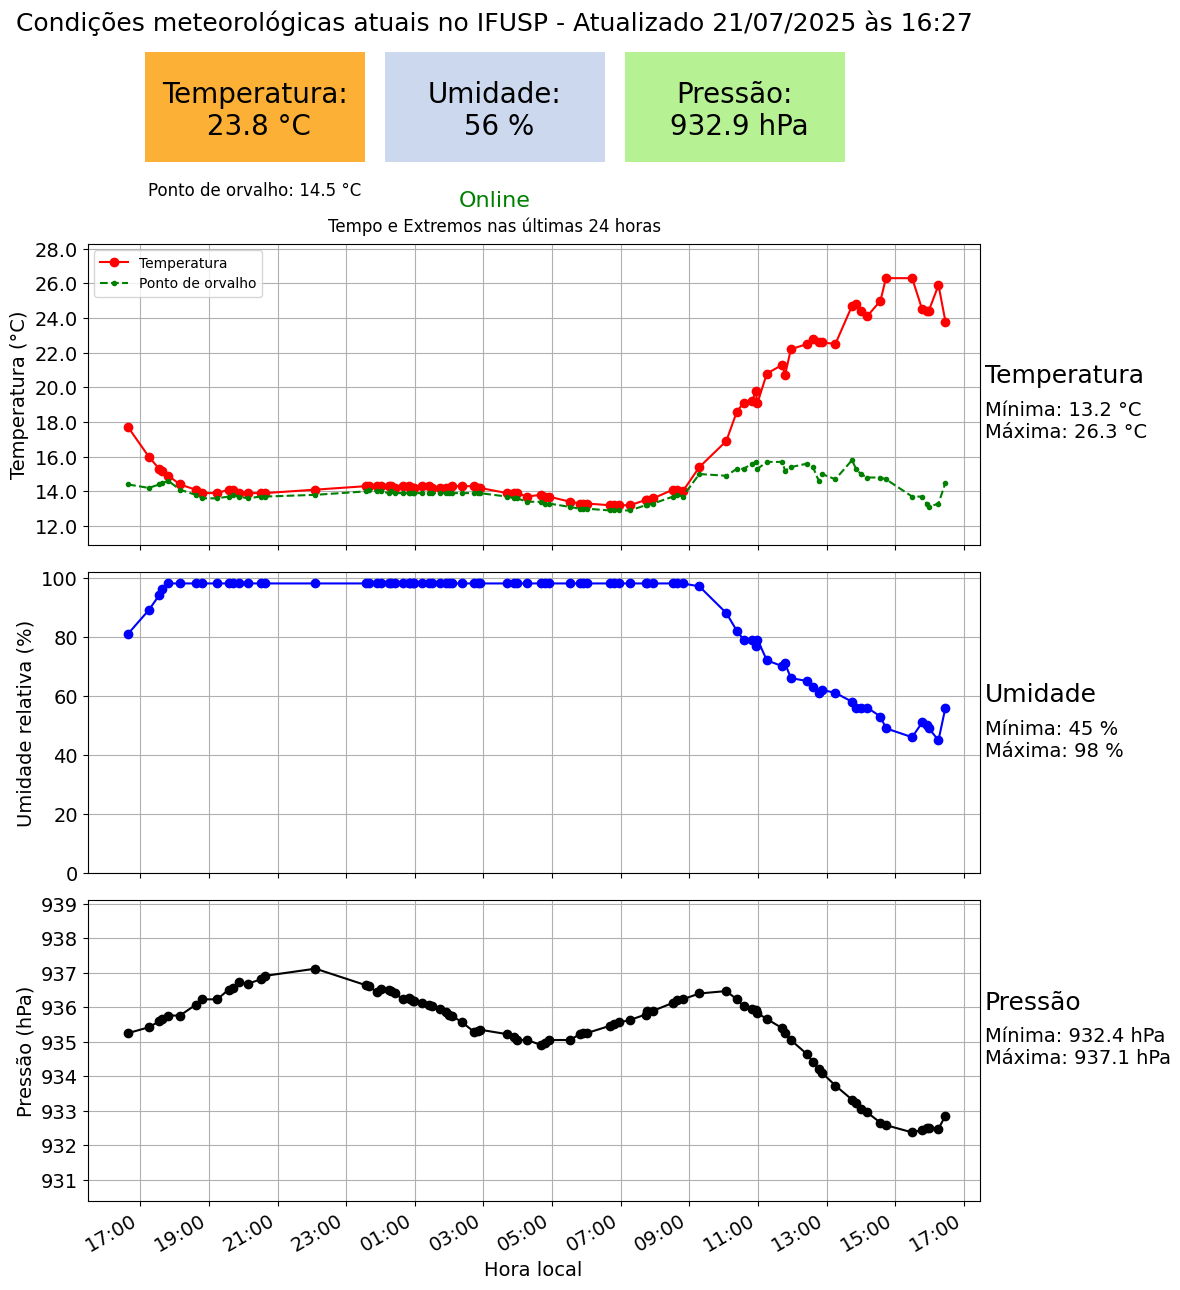 Condições meteorológicas atuais no IFUSP - Atualizado 21/07/2025 às 16:27
Temperatura:
23.8 °C
Umidade:
56 %
Pressão:
932.9 hPa
Ponto de orvalho: 14.5 °C
Online
Tempo e Extremos nas últimas 24 horas
Temperatura (°C)
28.0
26.0
24.0
22.0
20.0
18.0
16.0
14.0
12.0
Temperatura
Ponto de orvalho
Temperatura
Mínima: 13.2 °C
Máxima: 26.3 °C
Umidade relativa (%)
100
80
60
40
20
0
Umidade
Mínima: 45 %
Máxima: 98 %
Pressão (hPa)
939
938
937
936
935
934
933
932
931
Pressão
Mínima: 932.4 hPa
Máxima: 937.1 hPa
17:00
19:00
21:00
23:00
01:00
03:00
05:00
07:00
09:00
11:00
13:00
15:00
17:00
Hora local